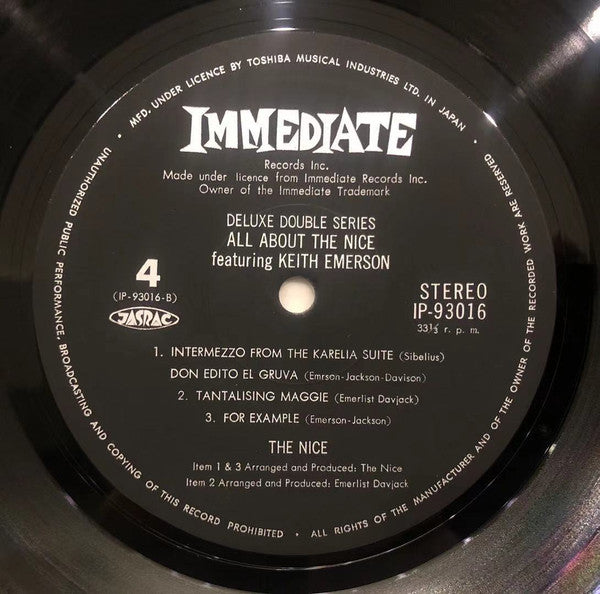 • MFD. UNDER LICENCE BY TOSHIBA MUSICAL INDUSTRIES LTD. IN JAPAN •
IMMEDIATE
Records Inc.
Made under licence from Immediate Records Inc.
Owner of the Immediate Trademark
DELUXE DOUBLE SERIES
ALL ABOUT THE NICE
featuring KEITH EMERSON
4
(IP-93016-B)
JASRAC
STEREO
IP-93016
33⅓ r. p. m.
1. INTERMEZZO FROM THE KARELIA SUITE (Sibelius)
DON EDITO EL GRUVA (Emrson-Jackson-Davison)
2. TANTALISING MAGGIE (Emerlist Davjack)
3. FOR EXAMPLE (Emerson-Jackson)
THE NICE
Item 1 & 3 Arranged and Produced: The Nice
Item 2 Arranged and Produced: Emerlist Davjack
UNAUTHORIZED PUBLIC PERFORMANCE, BROADCASTING AND COPYING OF THIS RECORD PROHIBITED • ALL RIGHTS OF THE MANUFACTURER AND OF THE OWNER OF THE RECORDED WORK ARE RESERVED